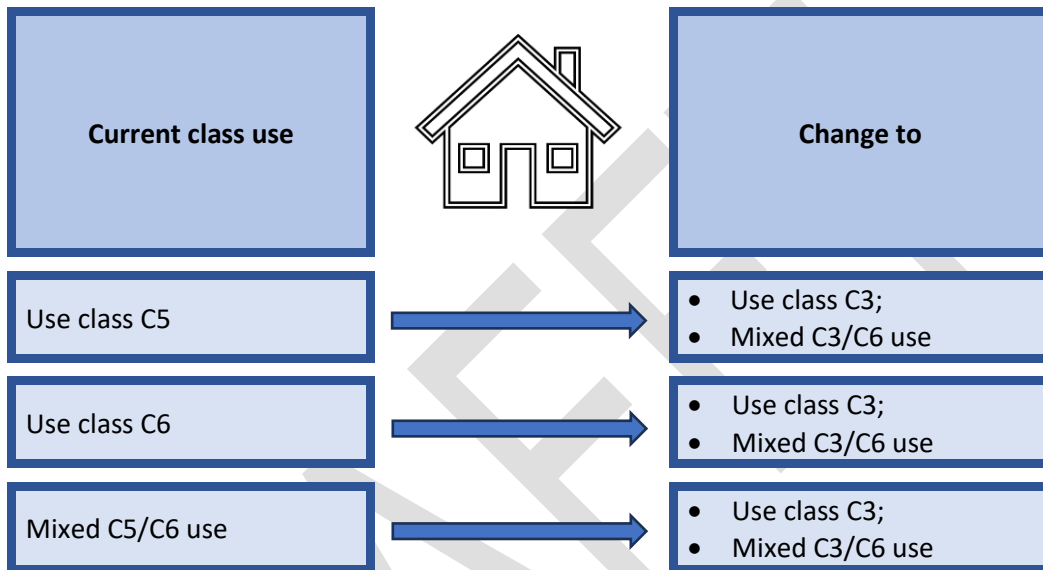 Current class use
Change to
Use class C5
• Use class C3;
• Mixed C3/C6 use
Use class C6
• Use class C3;
• Mixed C3/C6 use
Mixed C5/C6 use
• Use class C3;
• Mixed C3/C6 use